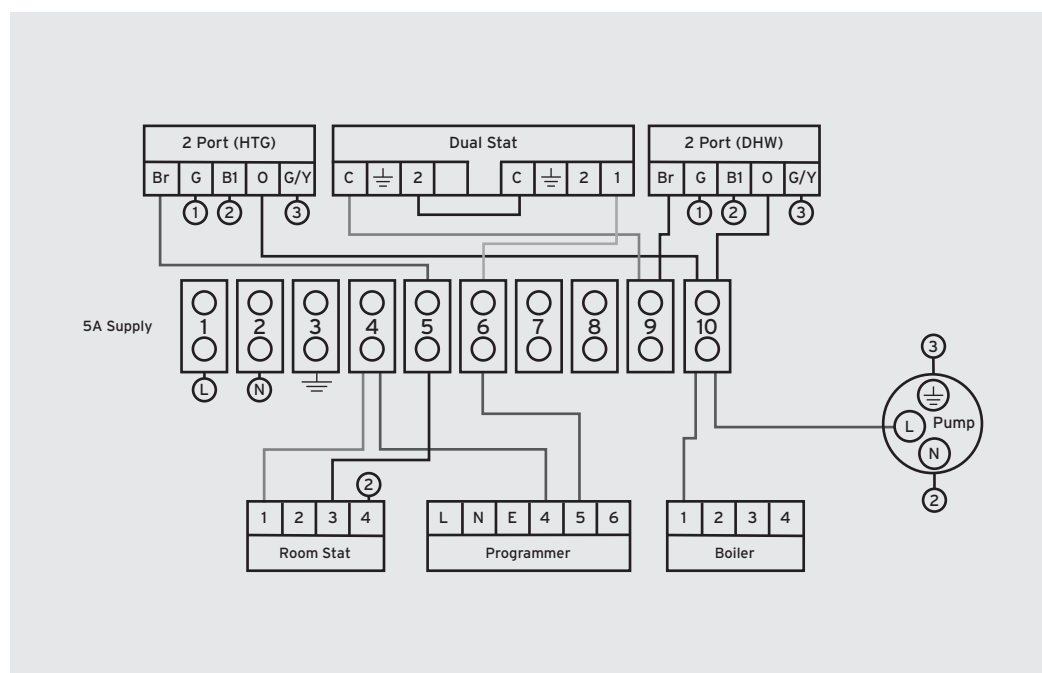 2 Port (HTG) Dual Stat 2 Port (DHW)
Br G B1 O G/Y C 2 C 2 1 Br G B1 O G/Y
1 2 3 1 2 3
5A Supply 1 2 3 4 5 6 7 8 9 10
3
L N
L Pump
N
2 2
1 2 3 4 L N E 4 5 6 1 2 3 4
Room Stat Programmer Boiler